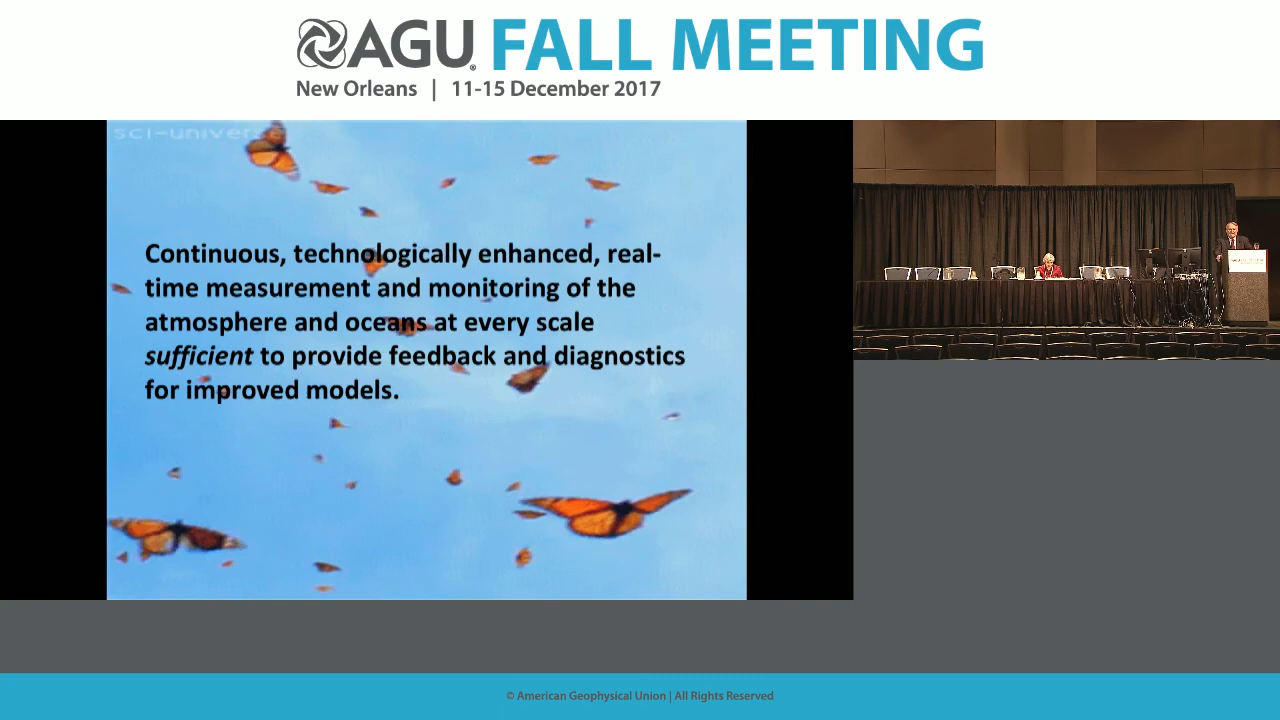 AGU FALL MEETING
New Orleans | 11-15 December 2017
Continuous, technologically enhanced, real-
time measurement and monitoring of the
atmosphere and oceans at every scale
sufficient to provide feedback and diagnostics
for improved models.
© American Geophysical Union | All Rights Reserved